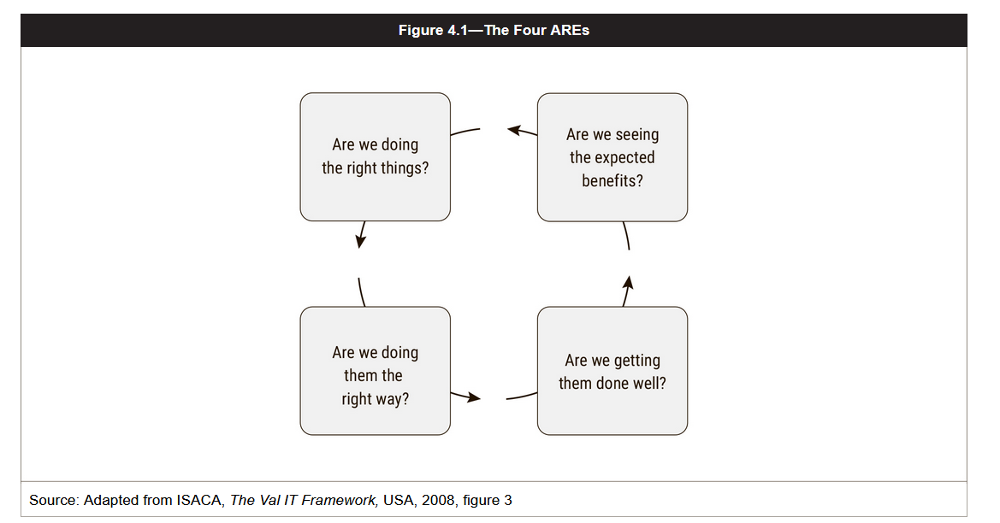 Figure 4.1—The Four AREs
Are we doing
the right things?
Are we seeing
the expected
benefits?
Are we doing
them the
right way?
Are we getting
them done well?
Source: Adapted from ISACA, The Val IT Framework, USA, 2008, figure 3